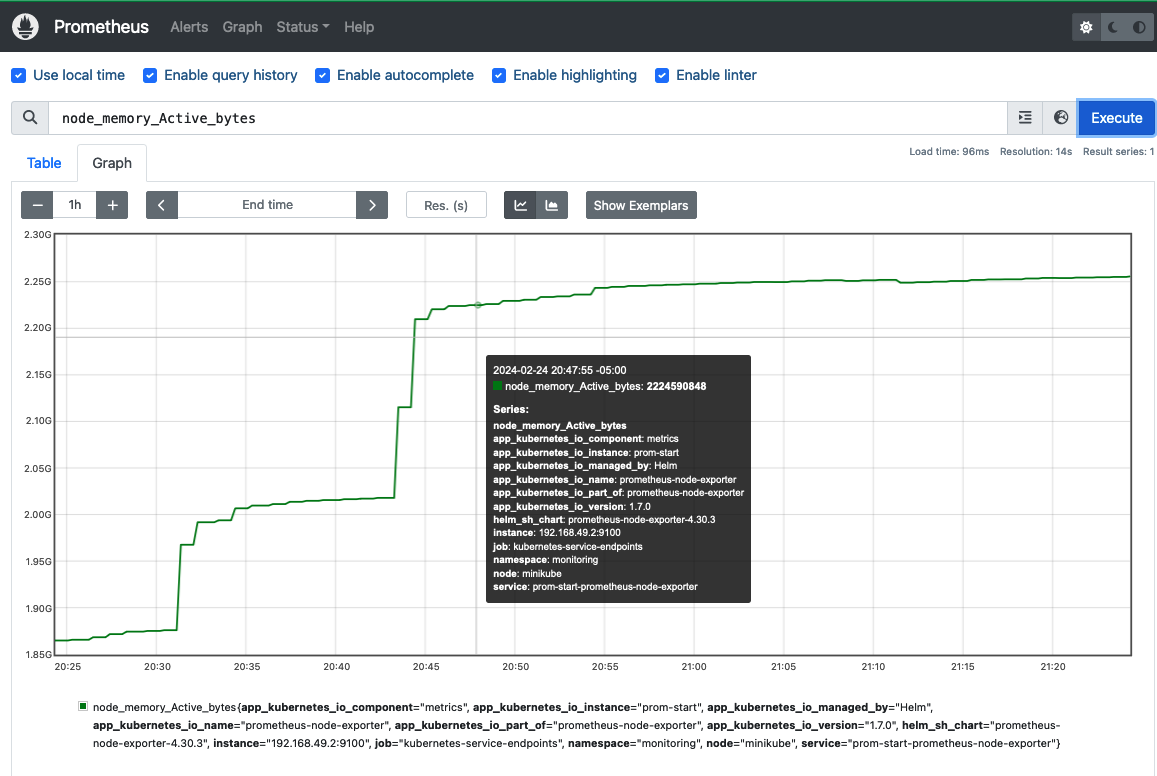 Prometheus Alerts Graph Status Help
Use local time Enable query history Enable autocomplete Enable highlighting Enable linter
node_memory_Active_bytes Execute
Load time: 96ms Resolution: 14s Result series: 1
Table Graph
− 1h + End time Res. (s) Show Exemplars
2.30G
2.25G
2.20G
2.15G
2.10G
2.05G
2.00G
1.95G
1.90G
1.85G
2024-02-24 20:47:55 -05:00
node_memory_Active_bytes: 2224590848
Series:
node_memory_Active_bytes
app_kubernetes_io_component: metrics
app_kubernetes_io_instance: prom-start
app_kubernetes_io_managed_by: Helm
app_kubernetes_io_name: prometheus-node-exporter
app_kubernetes_io_part_of: prometheus-node-exporter
app_kubernetes_io_version: 1.7.0
helm_sh_chart: prometheus-node-exporter-4.30.3
instance: 192.168.49.2:9100
job: kubernetes-service-endpoints
namespace: monitoring
node: minikube
service: prom-start-prometheus-node-exporter
20:25 20:30 20:35 20:40 20:45 20:50 20:55 21:00 21:05 21:10 21:15 21:20
node_memory_Active_bytes{app_kubernetes_io_component="metrics", app_kubernetes_io_instance="prom-start", app_kubernetes_io_managed_by="Helm",
app_kubernetes_io_name="prometheus-node-exporter", app_kubernetes_io_part_of="prometheus-node-exporter", app_kubernetes_io_version="1.7.0", helm_sh_chart="prometheus-
node-exporter-4.30.3", instance="192.168.49.2:9100", job="kubernetes-service-endpoints", namespace="monitoring", node="minikube", service="prom-start-prometheus-node-exporter"}